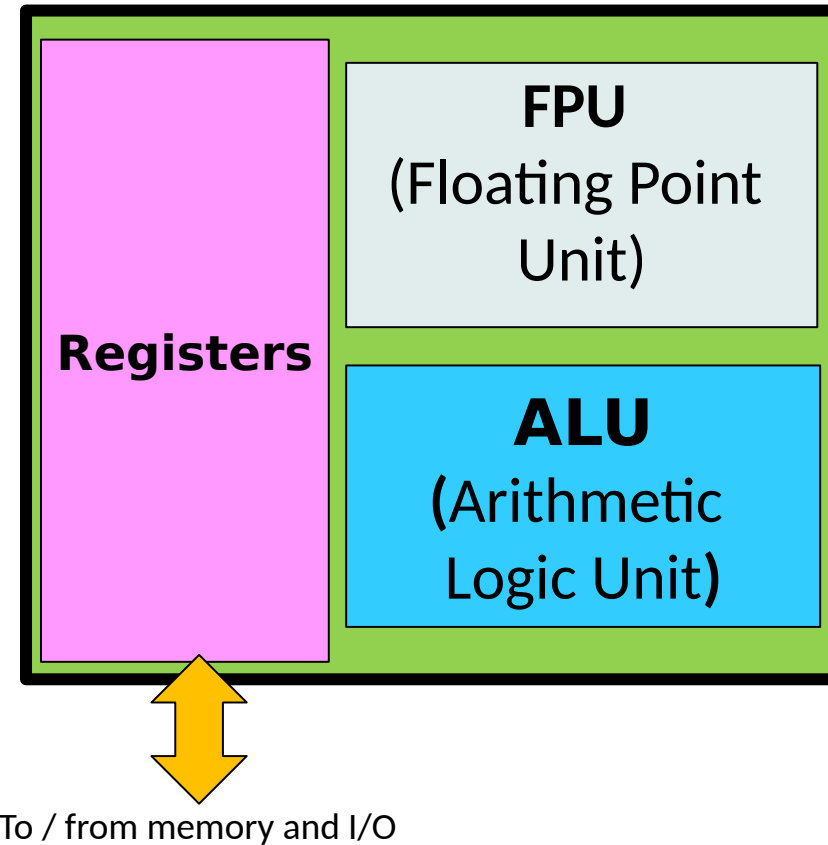 FPU
(Floating Point
Unit)
Registers
ALU
(Arithmetic
Logic Unit)
To / from memory and I/O